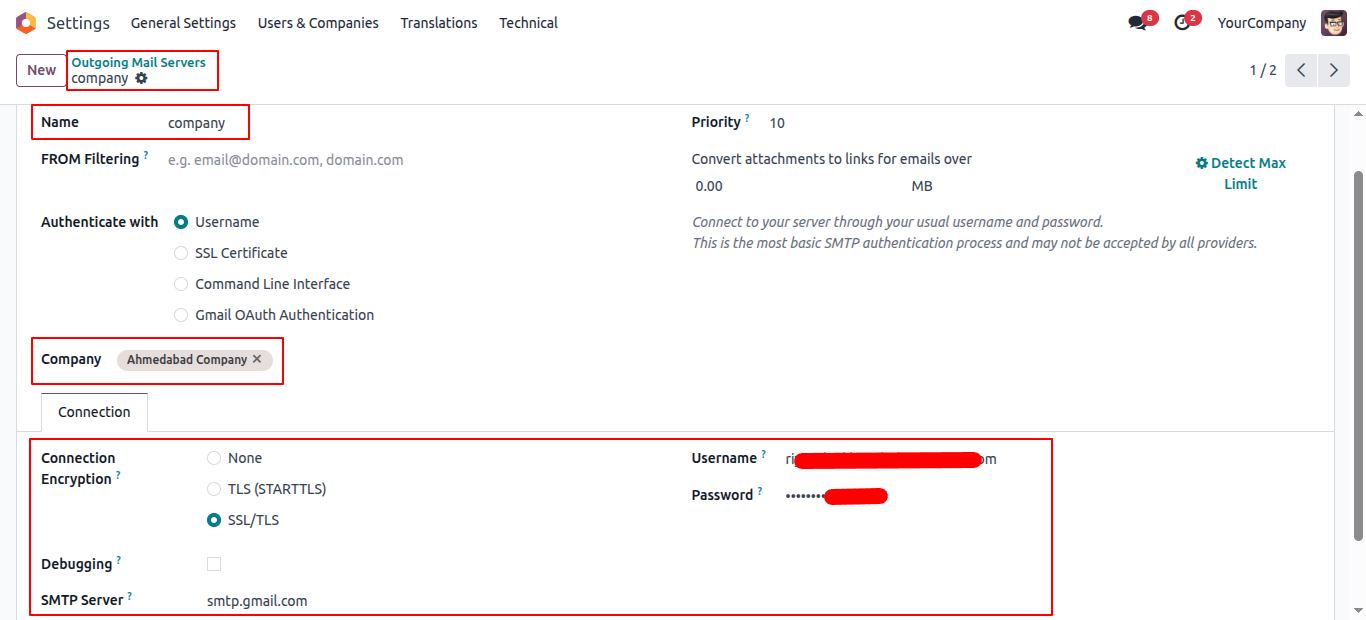 Settings General Settings Users & Companies Translations Technical 8 2 YourCompany
New Outgoing Mail Servers 1 / 2
company
Name company Priority ? 10
FROM Filtering ? e.g. email@domain.com, domain.com Convert attachments to links for emails over Detect Max
0.00 MB Limit
Authenticate with Username Connect to your server through your usual username and password.
This is the most basic SMTP authentication process and may not be accepted by all providers.
SSL Certificate
Command Line Interface
Gmail OAuth Authentication
Company Ahmedabad Company ✕
Connection
Connection None Username ?
Encryption ?
TLS (STARTTLS) Password ? ••••••••
SSL/TLS
Debugging ?
SMTP Server ? smtp.gmail.com